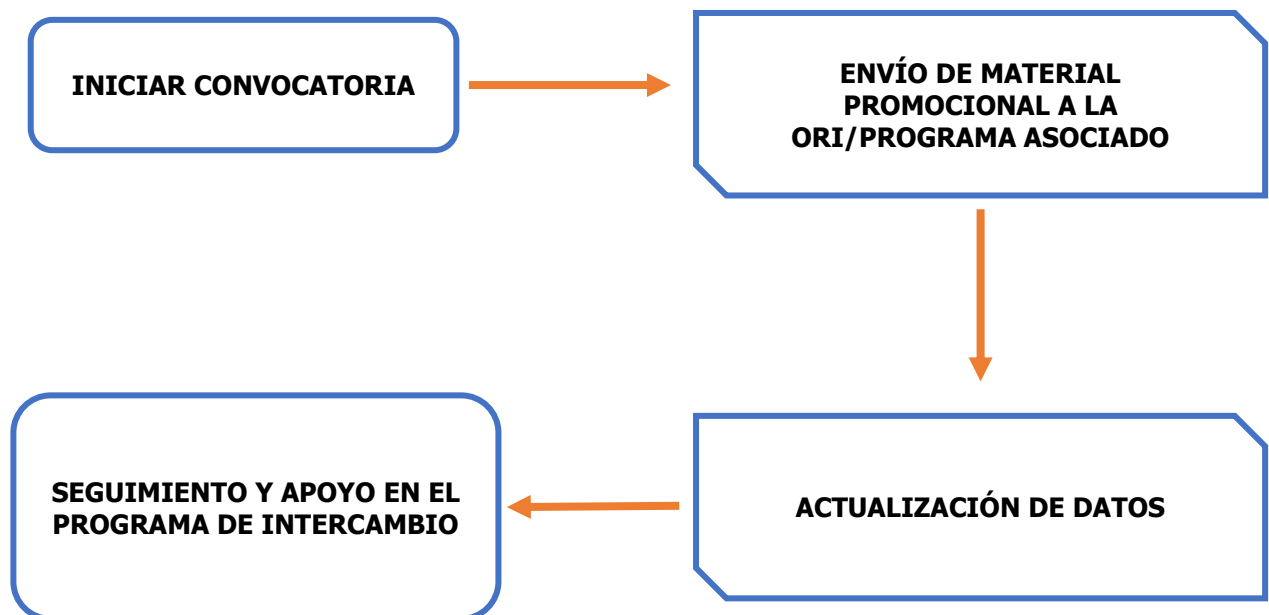 INICIAR CONVOCATORIA
ENVÍO DE MATERIAL
PROMOCIONAL A LA
ORI/PROGRAMA ASOCIADO
SEGUIMIENTO Y APOYO EN EL
PROGRAMA DE INTERCAMBIO
ACTUALIZACIÓN DE DATOS